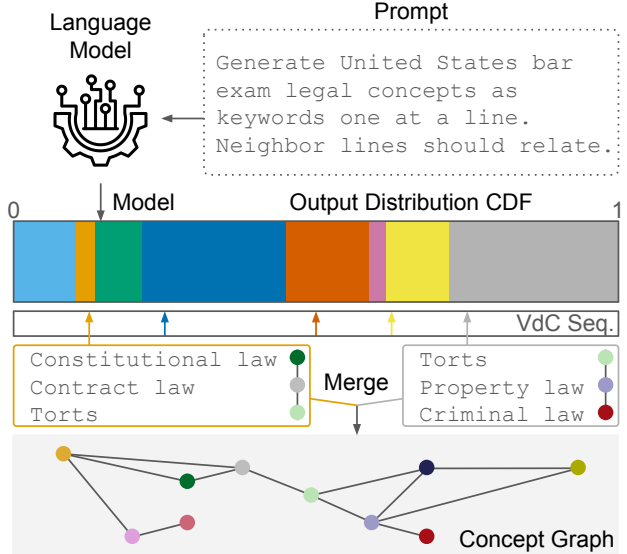 Language
Model
Prompt
Generate United States bar
exam legal concepts as
keywords one at a line.
Neighbor lines should relate.
Model
Output Distribution CDF
0
1
VdC Seq.
Constitutional law
Contract law
Torts
Merge
Torts
Property law
Criminal law
Concept Graph